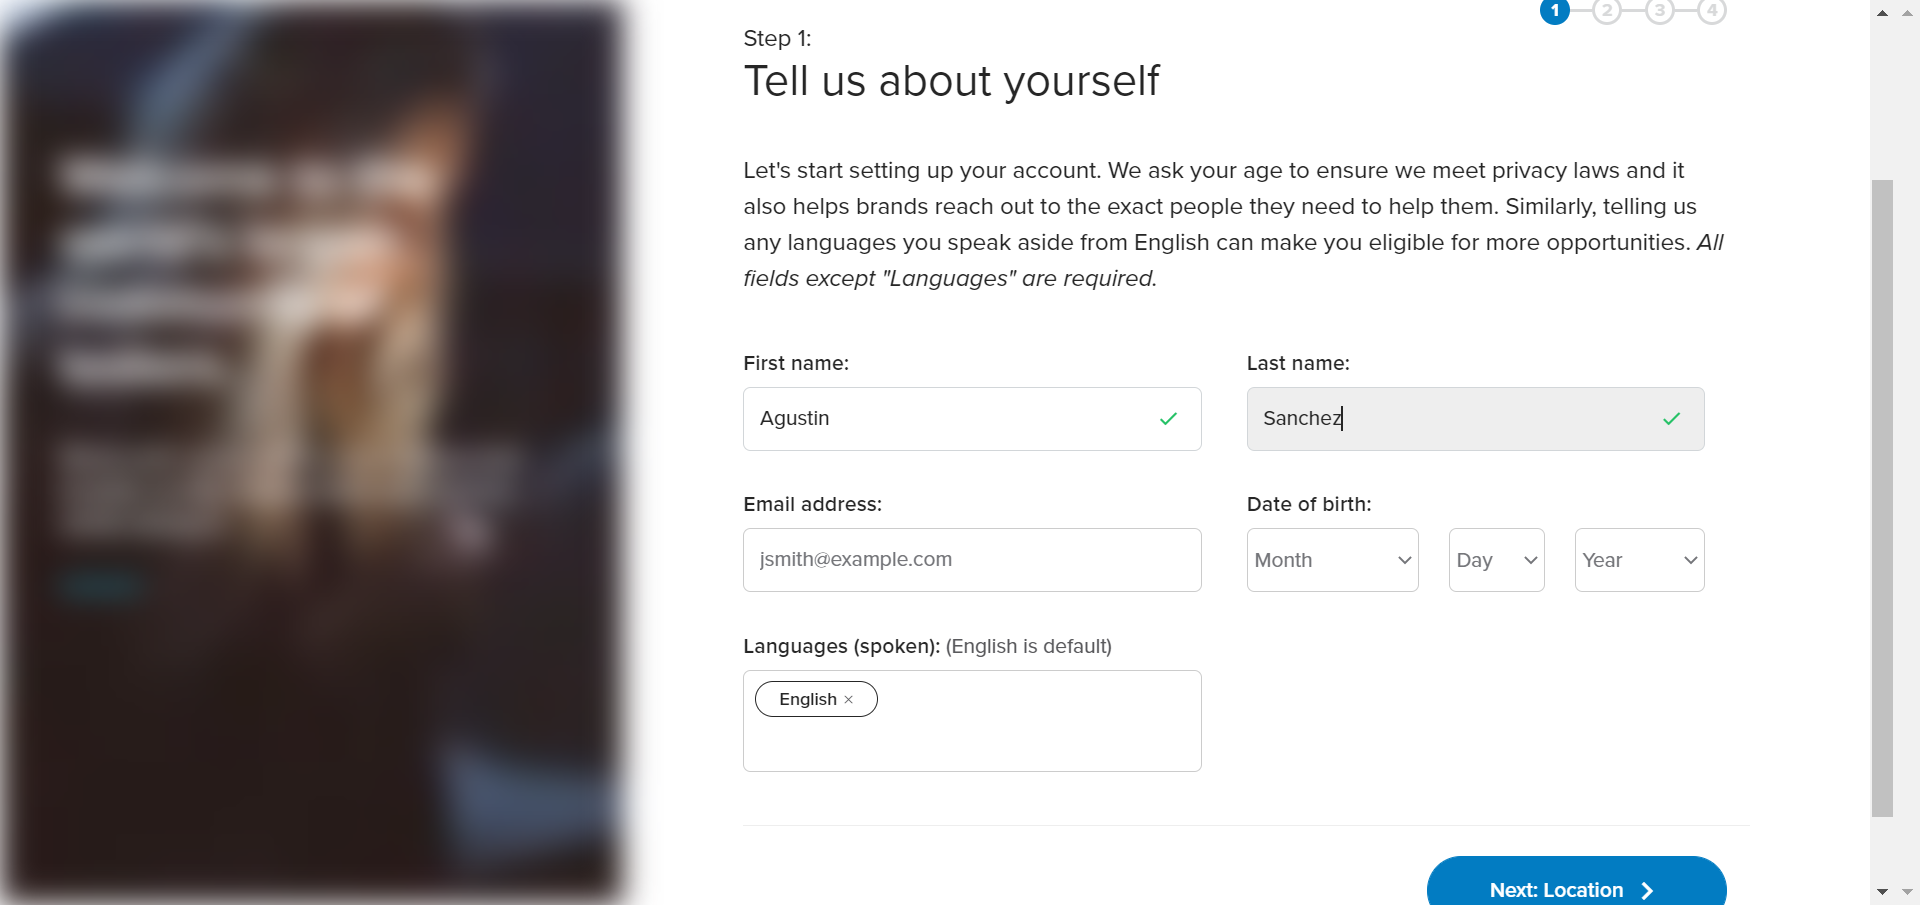 1 2 3 4
Step 1:
Tell us about yourself
Let's start setting up your account. We ask your age to ensure we meet privacy laws and it
also helps brands reach out to the exact people they need to help them. Similarly, telling us
any languages you speak aside from English can make you eligible for more opportunities. All
fields except "Languages" are required.
First name: Last name:
Agustin Sanchez
Email address: Date of birth:
jsmith@example.com Month Day Year
Languages (spoken): (English is default)
English ×
Next: Location